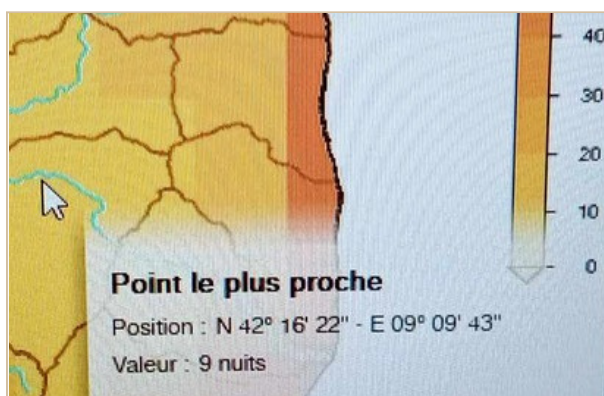 40
30
20
10
0
Point le plus proche
Position : N 42° 16' 22" - E 09° 09' 43"
Valeur : 9 nuits